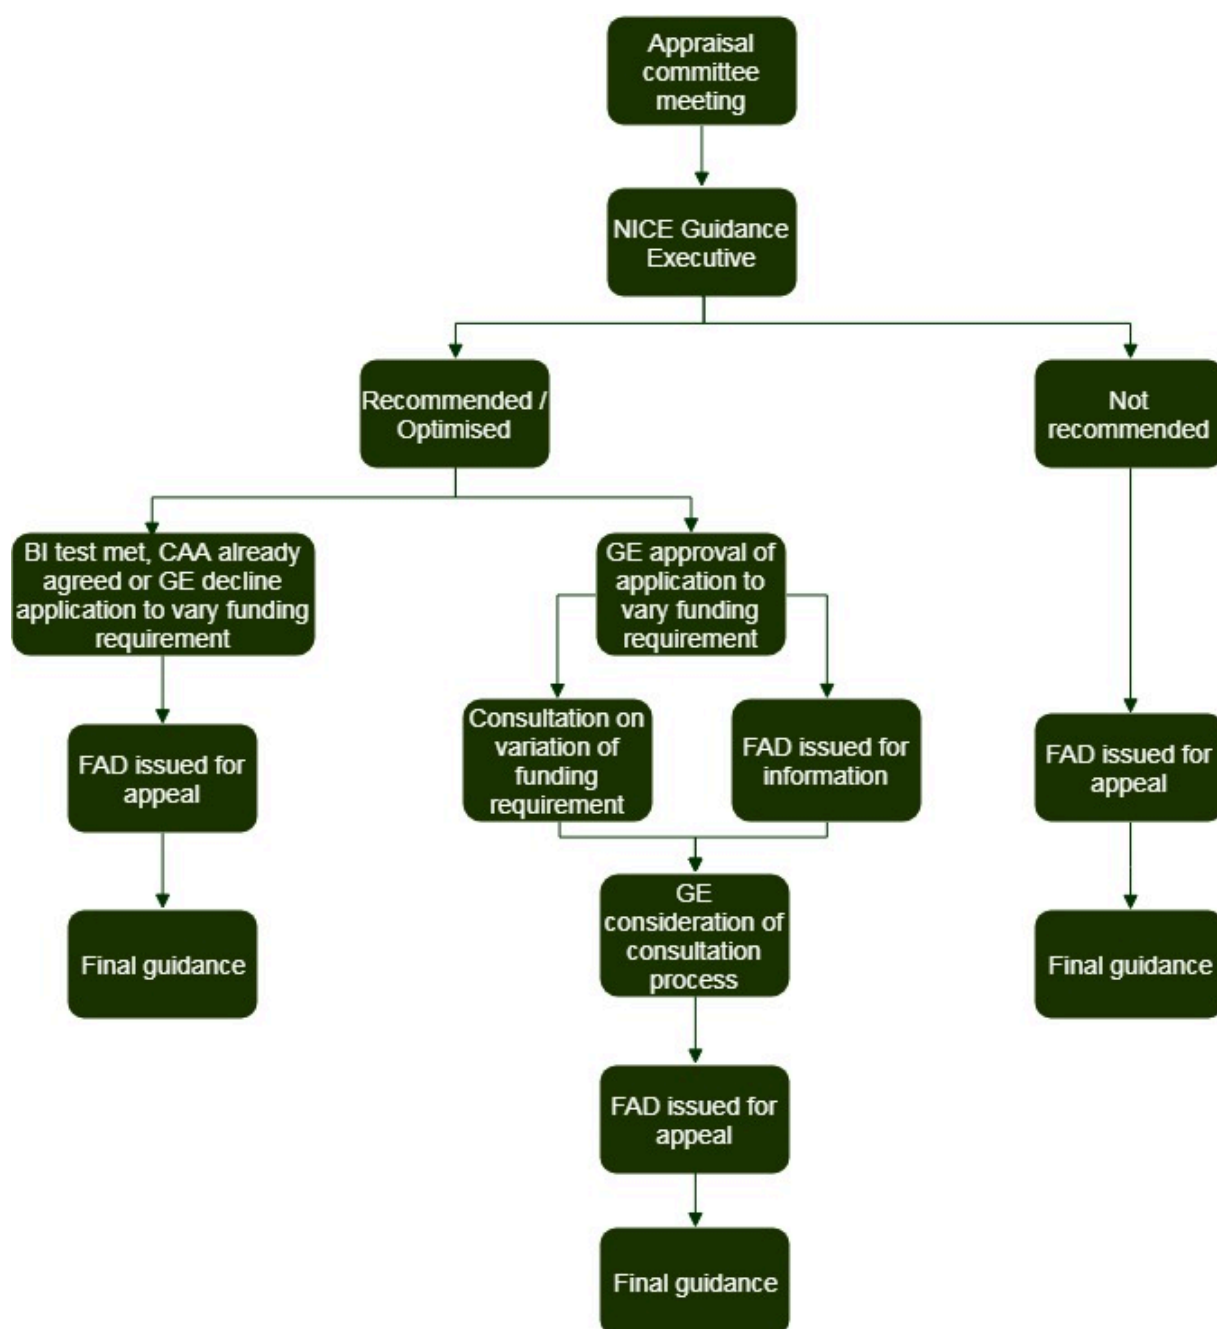 Appraisal
committee
meeting
NICE Guidance
Executive
Recommended /
Optimised
Not
recommended
BI test met, CAA already
agreed or GE decline
application to vary funding
requirement
GE approval of
application to
vary funding
requirement
FAD issued for
appeal
Consultation on
variation of
funding
requirement
FAD issued for
information
FAD issued for
appeal
GE
consideration of
consultation
process
Final guidance
Final guidance
FAD issued for
appeal
Final guidance